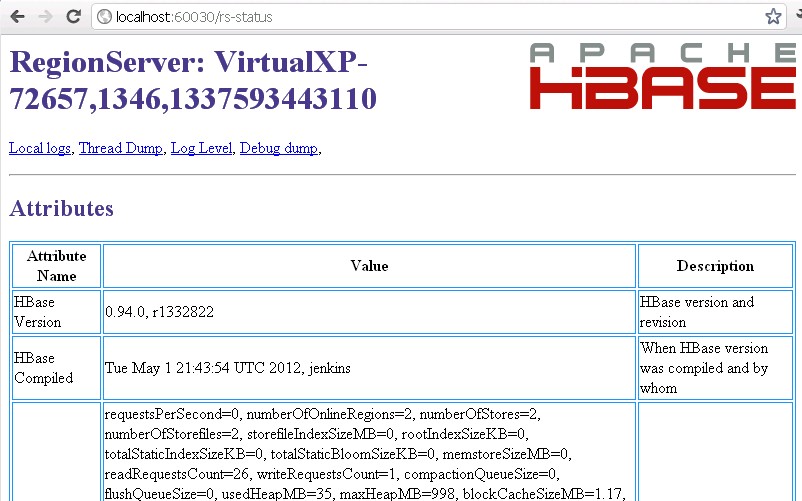 localhost:60030/rs-status
APACHE
HBASE
RegionServer: VirtualXP-
72657,1346,1337593443110
Local logs, Thread Dump, Log Level, Debug dump,
Attributes
Attribute
Name
Value
Description
HBase
Version
0.94.0, r1332822
HBase version and
revision
HBase
Compiled
Tue May 1 21:43:54 UTC 2012, jenkins
When HBase version
was compiled and by
whom
requestsPerSecond=0, numberOfOnlineRegions=2, numberOfStores=2,
numberOfStorefiles=2, storefileIndexSizeMB=0, rootIndexSizeKB=0,
totalStaticIndexSizeKB=0, totalStaticBloomSizeKB=0, memstoreSizeMB=0,
readRequestsCount=26, writeRequestsCount=1, compactionQueueSize=0,
flushQueueSize=0, usedHeapMB=35, maxHeapMB=998, blockCacheSizeMB=1.17,